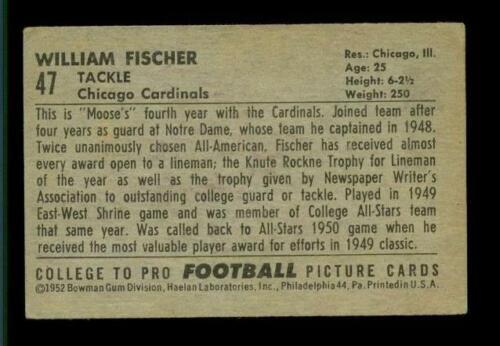 WILLIAM FISCHER
47 TACKLE
Chicago Cardinals
Res.: Chicago, Ill.
Age: 25
Height: 6-2½
Weight: 250
This is "Moose's" fourth year with the Cardinals. Joined team after
four years as guard at Notre Dame, whose team he captained in 1948.
Twice unanimously chosen All-American, Fischer has received almost
every award open to a lineman; the Knute Rockne Trophy for Lineman
of the year as well as the trophy given by Newspaper Writer's
Association to outstanding college guard or tackle. Played in 1949
East-West Shrine game and was member of College All-Stars team
that same year. Was called back to All-Stars 1950 game when he
received the most valuable player award for efforts in 1949 classic.
COLLEGE TO PRO FOOTBALL PICTURE CARDS
©1952 Bowman Gum Division, Haelan Laboratories, Inc., Philadelphia 44, Pa. Printed in U.S.A.